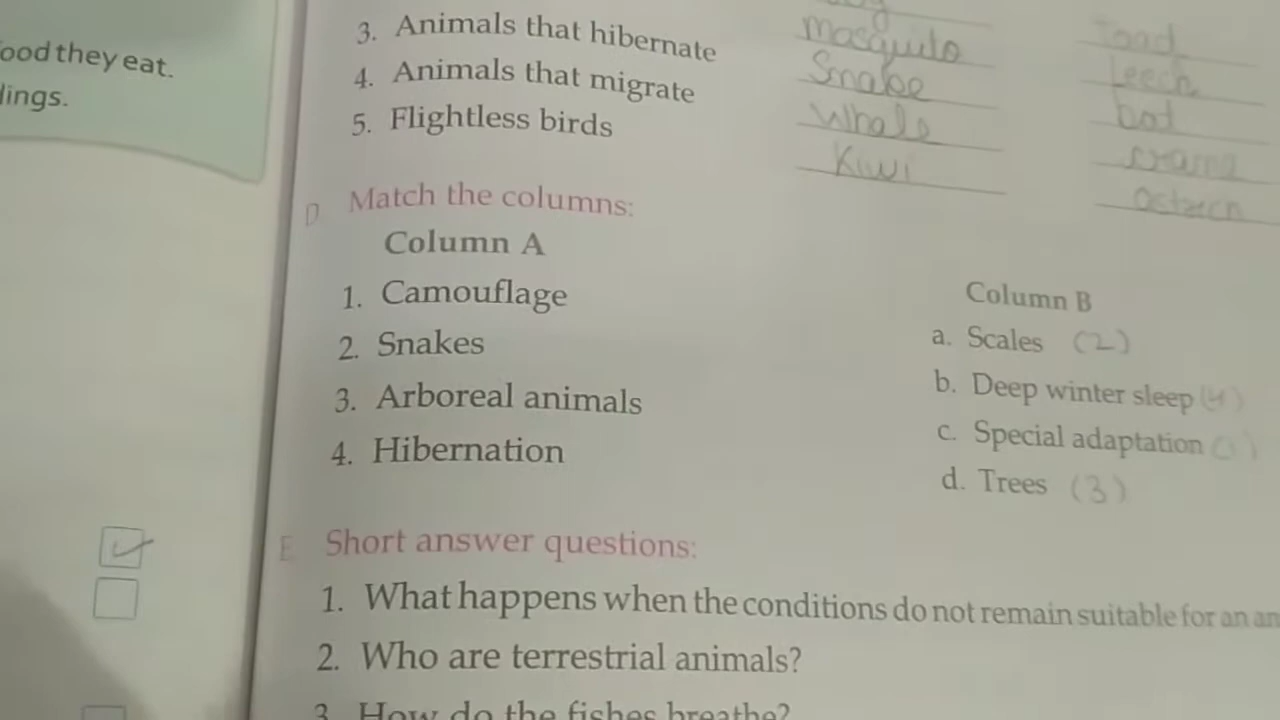 ood they eat.
lings.
3. Animals that hibernate Mosquito Toad
4. Animals that migrate Snake Leech
5. Flightless birds Whale bat
Kiwi
D Match the columns:
Column A Column B
1. Camouflage a. Scales (2)
2. Snakes b. Deep winter sleep (4)
3. Arboreal animals c. Special adaptation
4. Hibernation d. Trees (3)
E Short answer questions:
1. What happens when the conditions do not remain suitable for an
2. Who are terrestrial animals?
3. How do the fishes breathe?